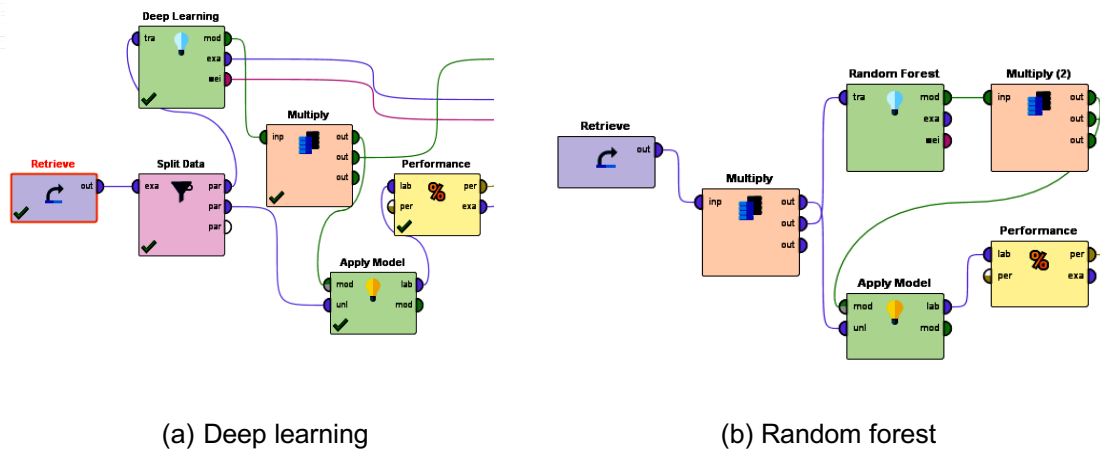 Deep Learning
tra
mod
exa
wei
Multiply
inp
out
out
out
Retrieve
out
Split Data
exa
par
par
par
Performance
lab
per
per
exa
Apply Model
mod
lab
unl
mod
(a) Deep learning
Random Forest
tra
mod
exa
wei
Multiply (2)
inp
out
out
out
Retrieve
out
Multiply
inp
out
out
out
Performance
lab
per
per
exa
Apply Model
mod
lab
unl
mod
(b) Random forest